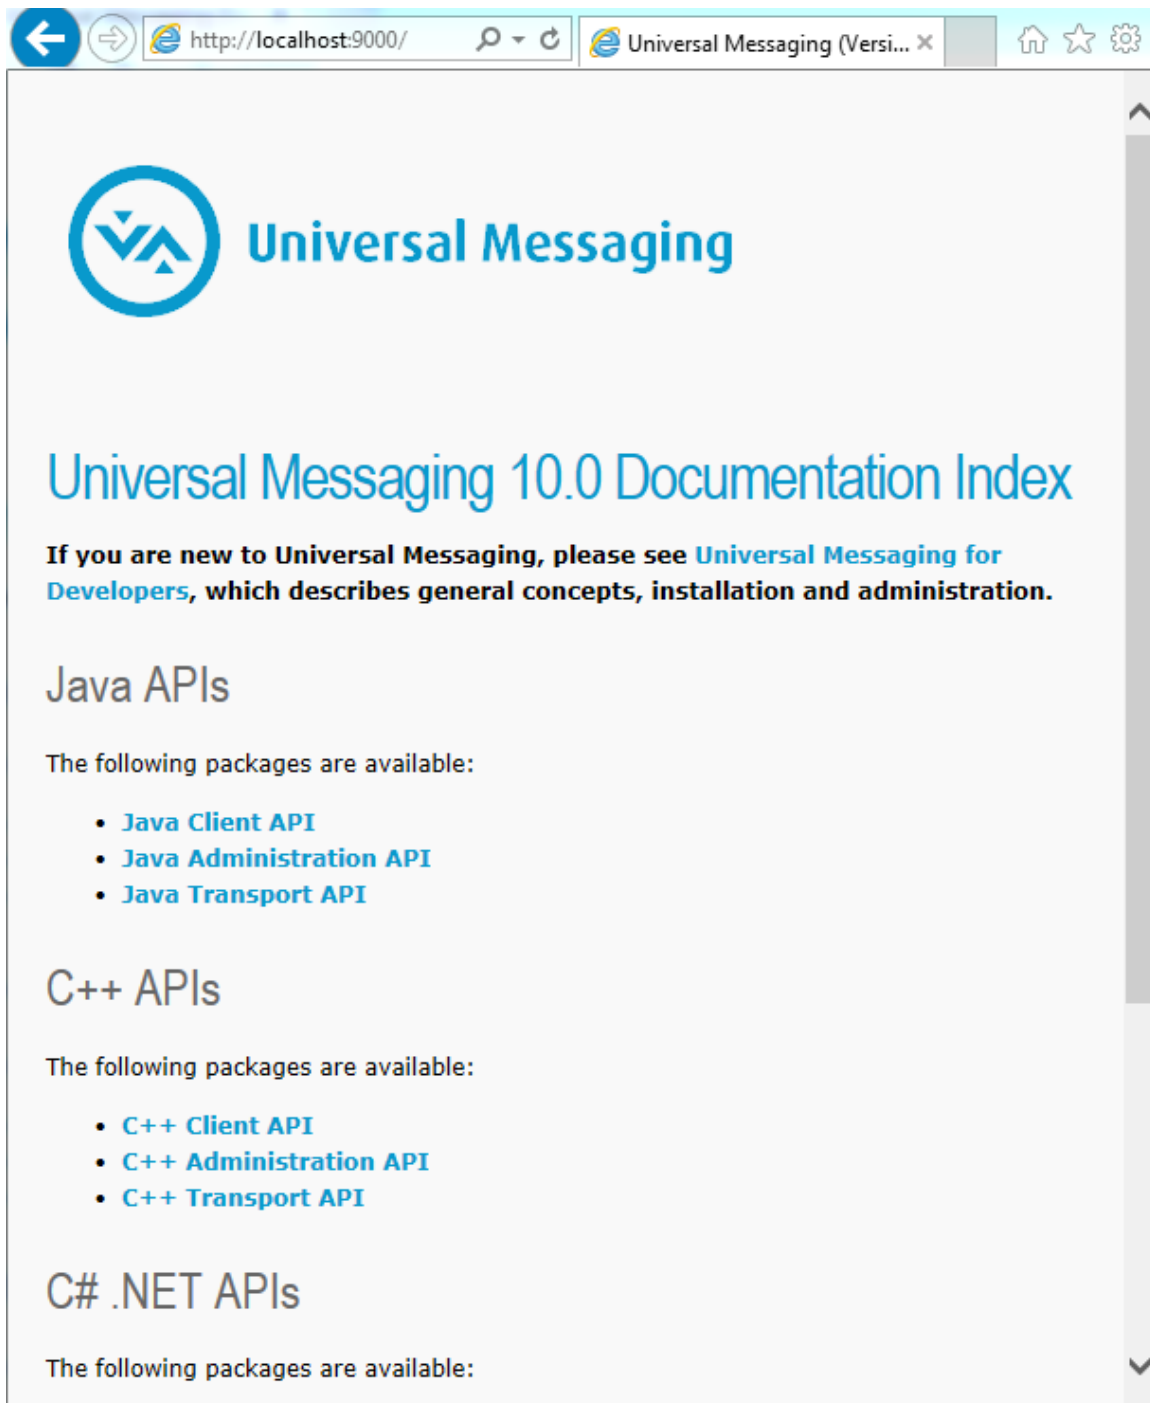 http://localhost:9000/
Universal Messaging (Versi...
Universal Messaging
Universal Messaging 10.0 Documentation Index
If you are new to Universal Messaging, please see Universal Messaging for
Developers, which describes general concepts, installation and administration.
Java APIs
The following packages are available:
• Java Client API
• Java Administration API
• Java Transport API
C++ APIs
The following packages are available:
• C++ Client API
• C++ Administration API
• C++ Transport API
C# .NET APIs
The following packages are available: